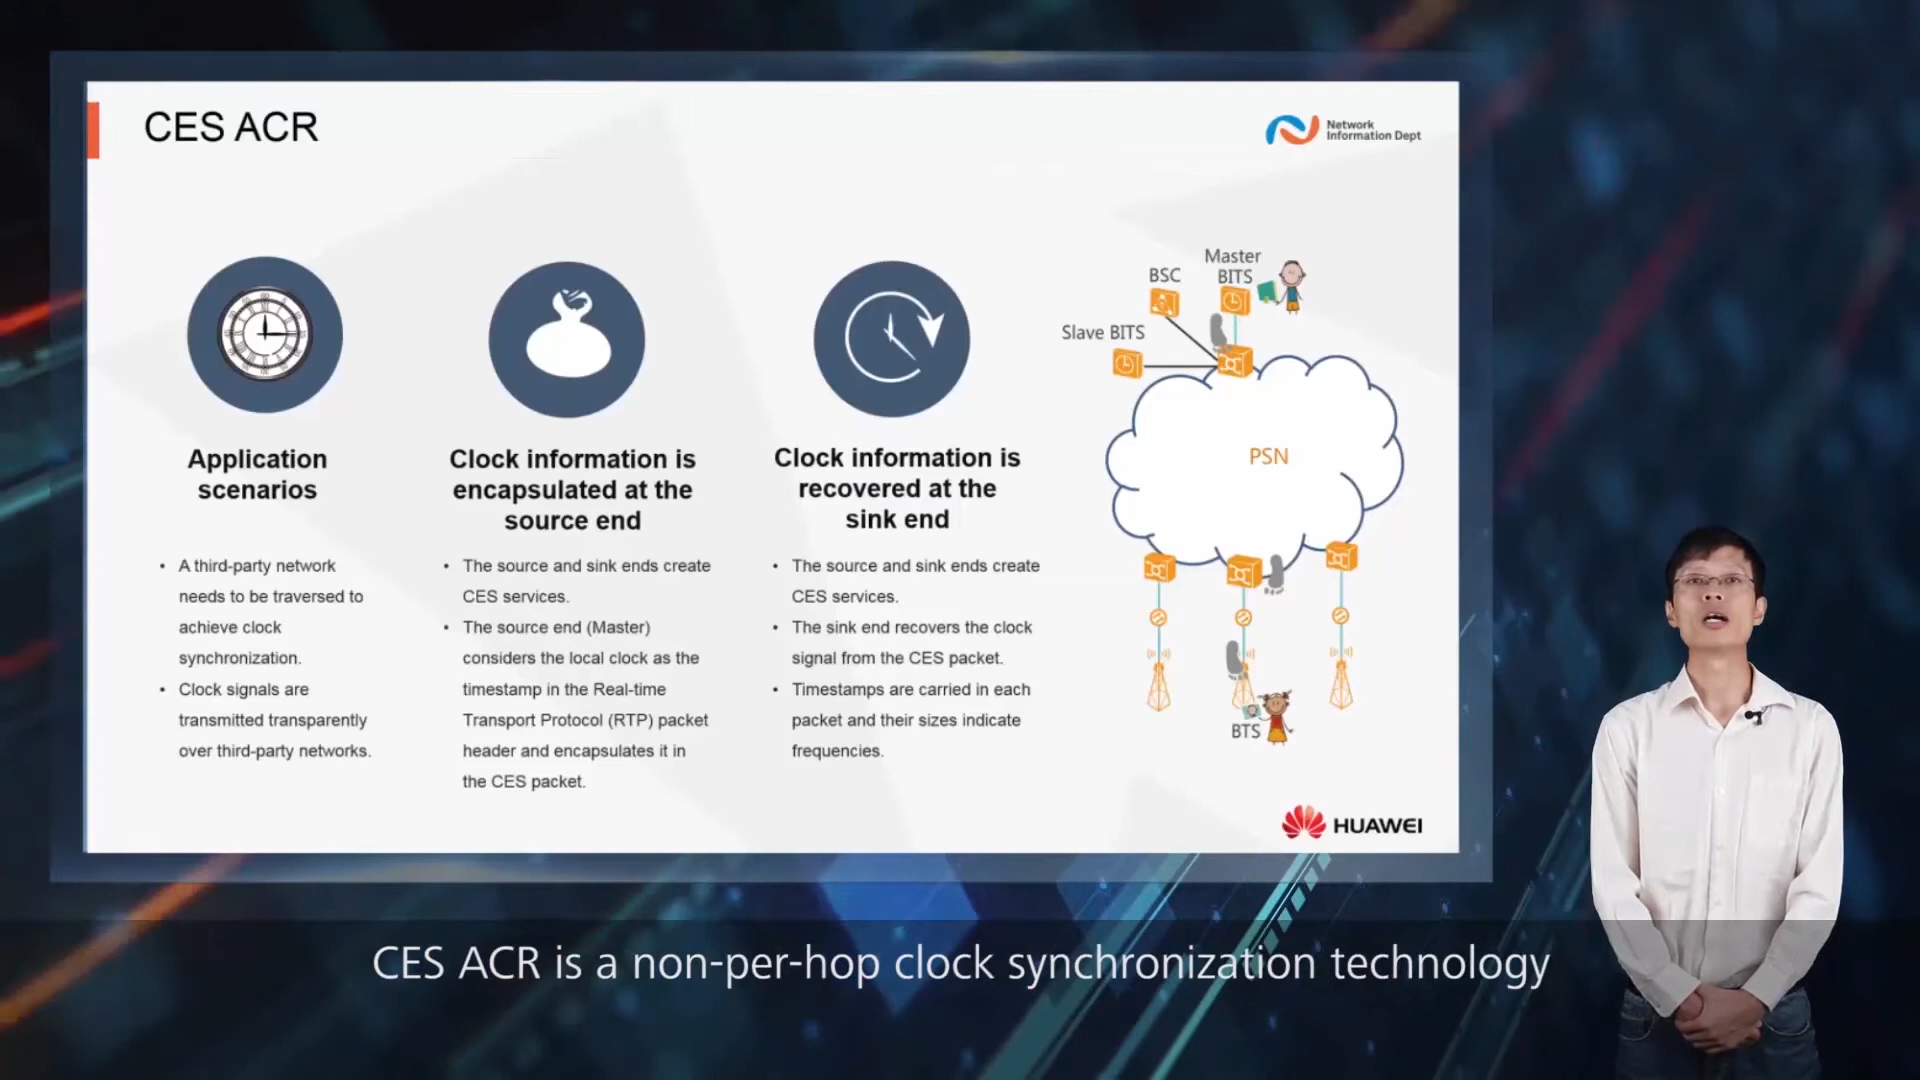 CES ACR
Network
Information Dept
Application
scenarios
• A third-party network
needs to be traversed to
achieve clock
synchronization.
• Clock signals are
transmitted transparently
over third-party networks.
Clock information is
encapsulated at the
source end
• The source and sink ends create
CES services.
• The source end (Master)
considers the local clock as the
timestamp in the Real-time
Transport Protocol (RTP) packet
header and encapsulates it in
the CES packet.
Clock information is
recovered at the
sink end
• The source and sink ends create
CES services.
• The sink end recovers the clock
signal from the CES packet.
• Timestamps are carried in each
packet and their sizes indicate
frequencies.
Master
BITS
BSC
Slave BITS
PSN
BTS
HUAWEI
CES ACR is a non-per-hop clock synchronization technology